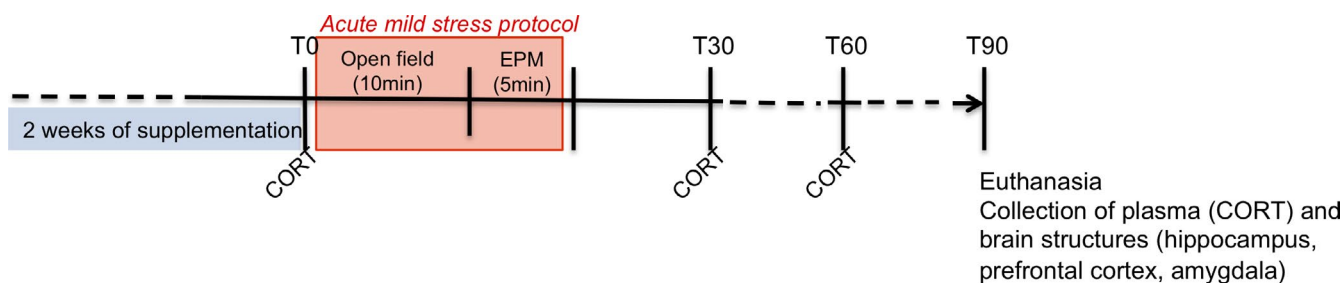 Acute mild stress protocol
T0
T30
T60
T90
Open field
(10min)
EPM
(5min)
2 weeks of supplementation
CORT
CORT
CORT
Euthanasia
Collection of plasma (CORT) and
brain structures (hippocampus,
prefrontal cortex, amygdala)